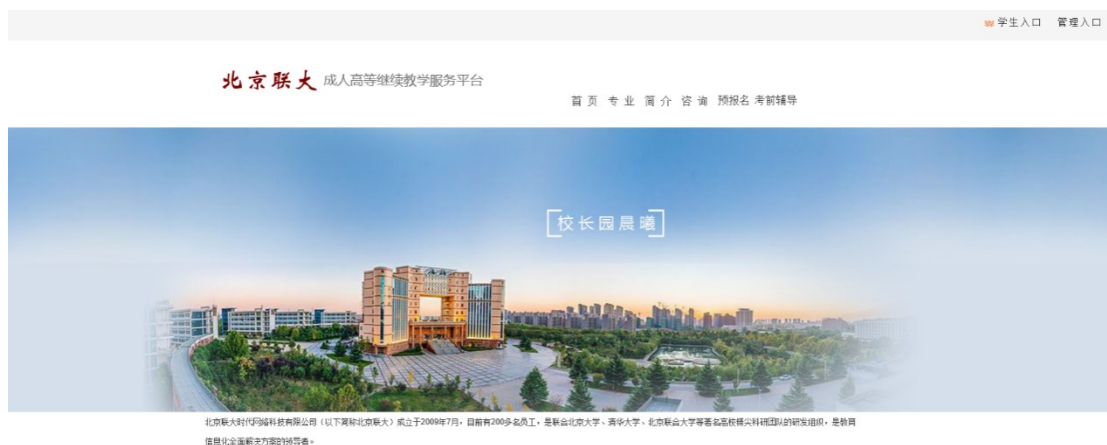 学生入口 管理入口
北京联大 成人高等继续教学服务平台
首页 专业 简介 咨询 预报名 考前辅导
校长园晨曦
北京联大时代网络科技有限公司（以下简称北京联大）成立于2009年7月，目前有200多名员工，是联合北京大学、清华大学、北京联合大学等著名高校精尖科研团队的研发组织，是教育
信息化全面解决方案的领导者。